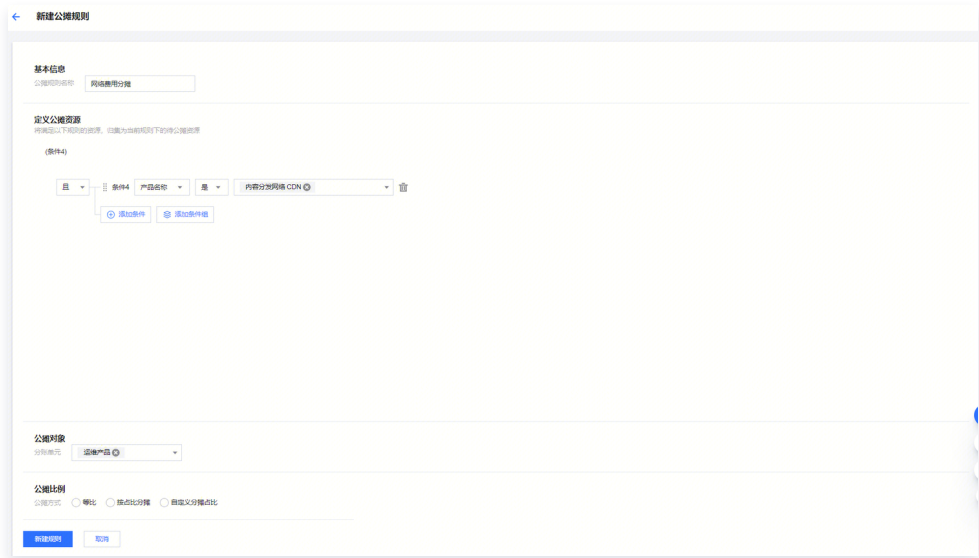 新建公摊规则
基本信息
公摊规则名称 网络费用分摊
定义公摊资源
将满足以下规则的资源，归集为当前规则下的待公摊资源
(条件4)
且 条件4 产品名称 是 内容分发网络 CDN
添加条件 添加条件组
公摊对象
分账单元 运维产品
公摊比例
公摊方式 等比 按占比分摊 自定义分摊占比
新建规则 取消